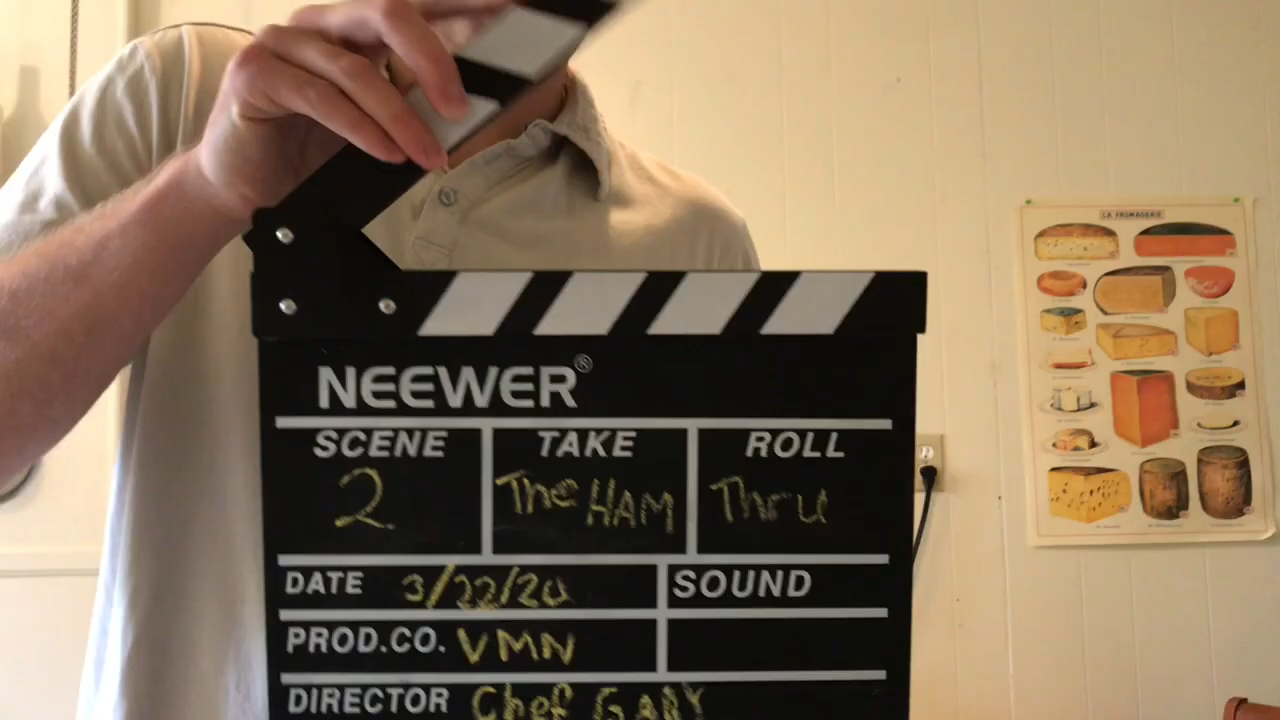 LA FROMAGERIE
NEEWER®
SCENE TAKE ROLL
2 The HAM Thru
DATE 3/22/20 SOUND
PROD.CO. VMN
DIRECTOR Chef GARY